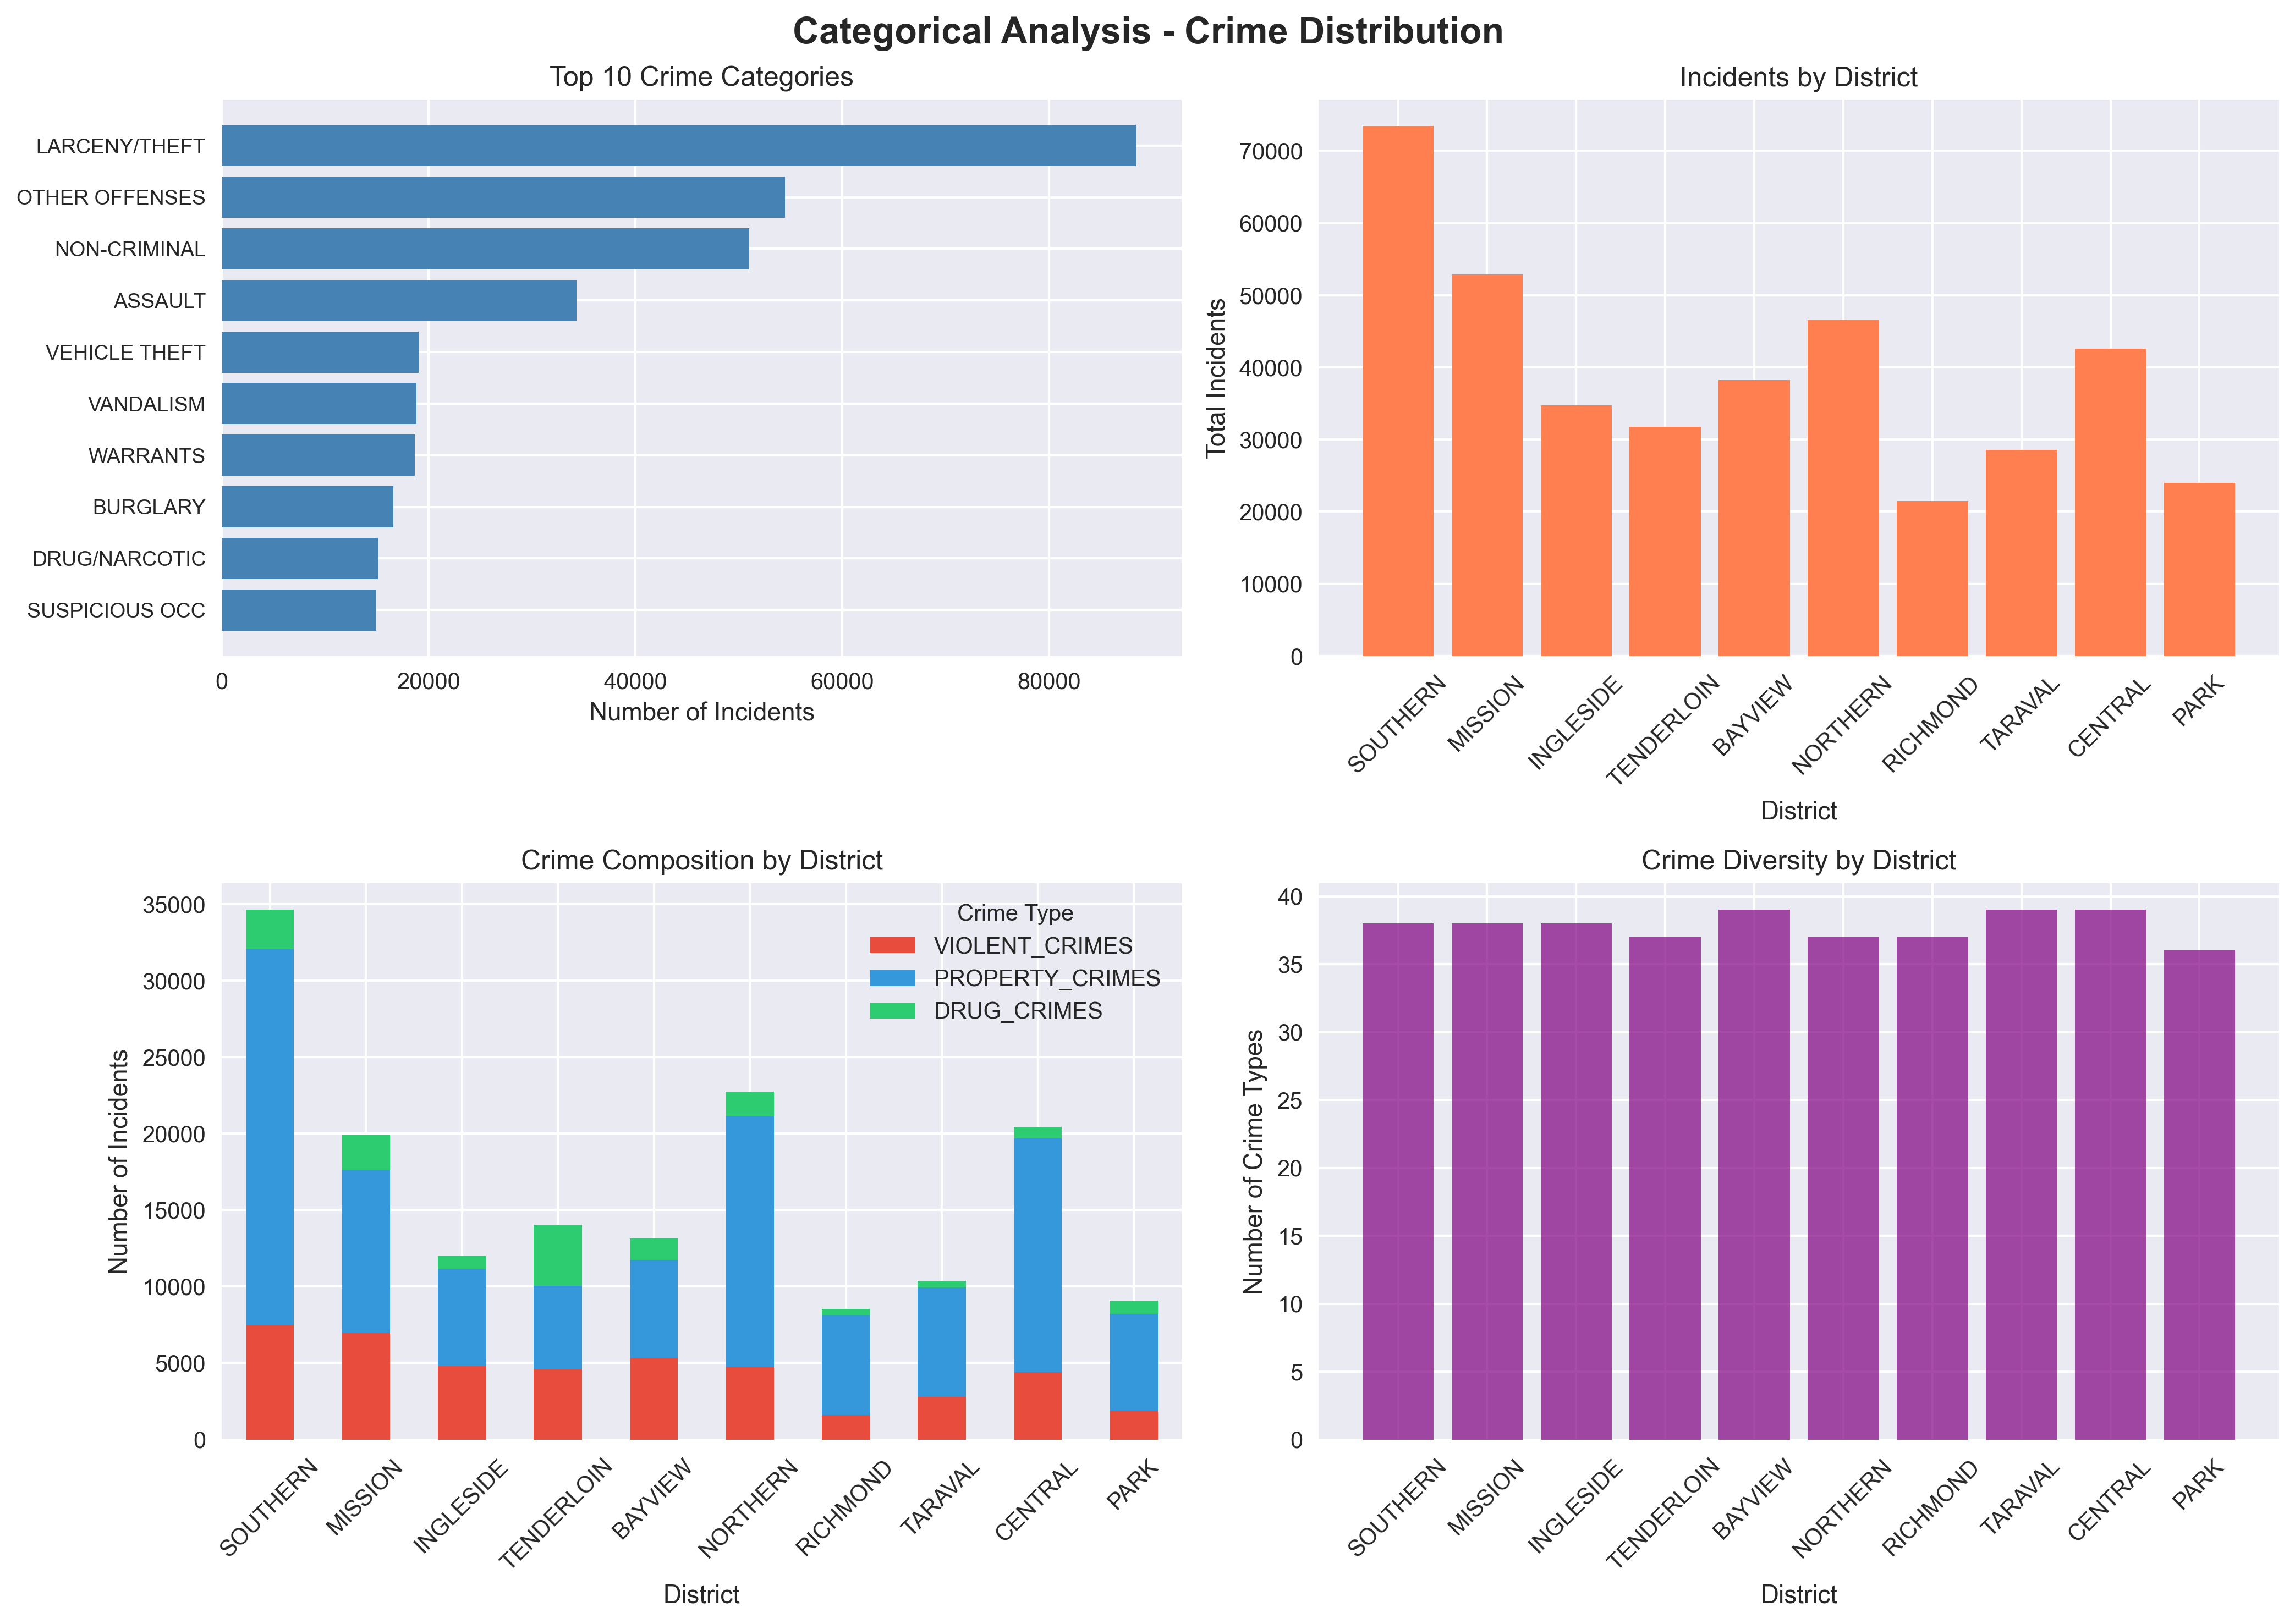 Categorical Analysis - Crime Distribution
Top 10 Crime Categories
LARCENY/THEFT
OTHER OFFENSES
NON-CRIMINAL
ASSAULT
VEHICLE THEFT
VANDALISM
WARRANTS
BURGLARY
DRUG/NARCOTIC
SUSPICIOUS OCC
0 20000 40000 60000 80000
Number of Incidents
Incidents by District
Total Incidents
70000
60000
50000
40000
30000
20000
10000
0
SOUTHERN MISSION INGLESIDE TENDERLOIN BAYVIEW NORTHERN RICHMOND TARAVAL CENTRAL PARK
District
Crime Composition by District
Number of Incidents
35000
30000
25000
20000
15000
10000
5000
0
Crime Type
VIOLENT_CRIMES
PROPERTY_CRIMES
DRUG_CRIMES
SOUTHERN MISSION INGLESIDE TENDERLOIN BAYVIEW NORTHERN RICHMOND TARAVAL CENTRAL PARK
District
Crime Diversity by District
Number of Crime Types
40
35
30
25
20
15
10
5
0
SOUTHERN MISSION INGLESIDE TENDERLOIN BAYVIEW NORTHERN RICHMOND TARAVAL CENTRAL PARK
District